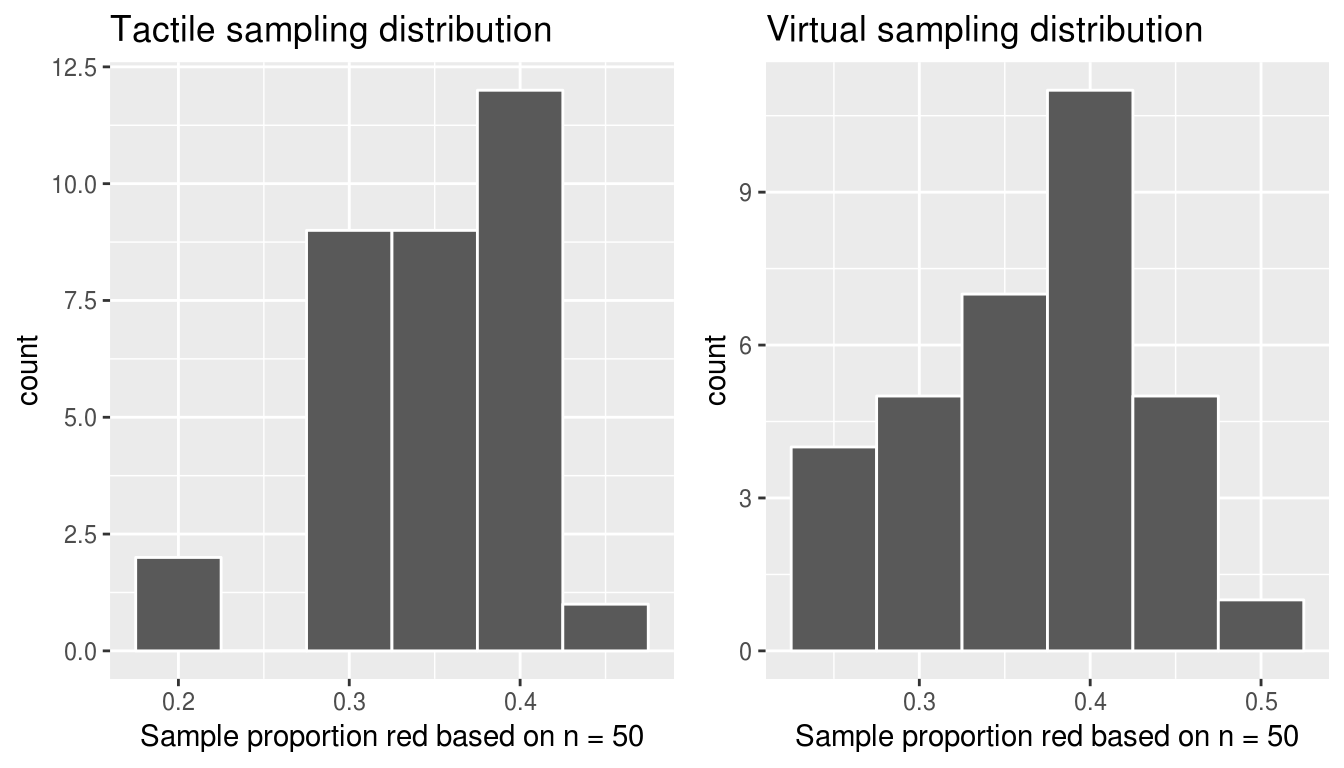 Tactile sampling distribution
12.5
10.0
7.5
5.0
2.5
0.0
count
0.2 0.3 0.4
Sample proportion red based on n = 50
Virtual sampling distribution
9
6
3
0
count
0.3 0.4 0.5
Sample proportion red based on n = 50